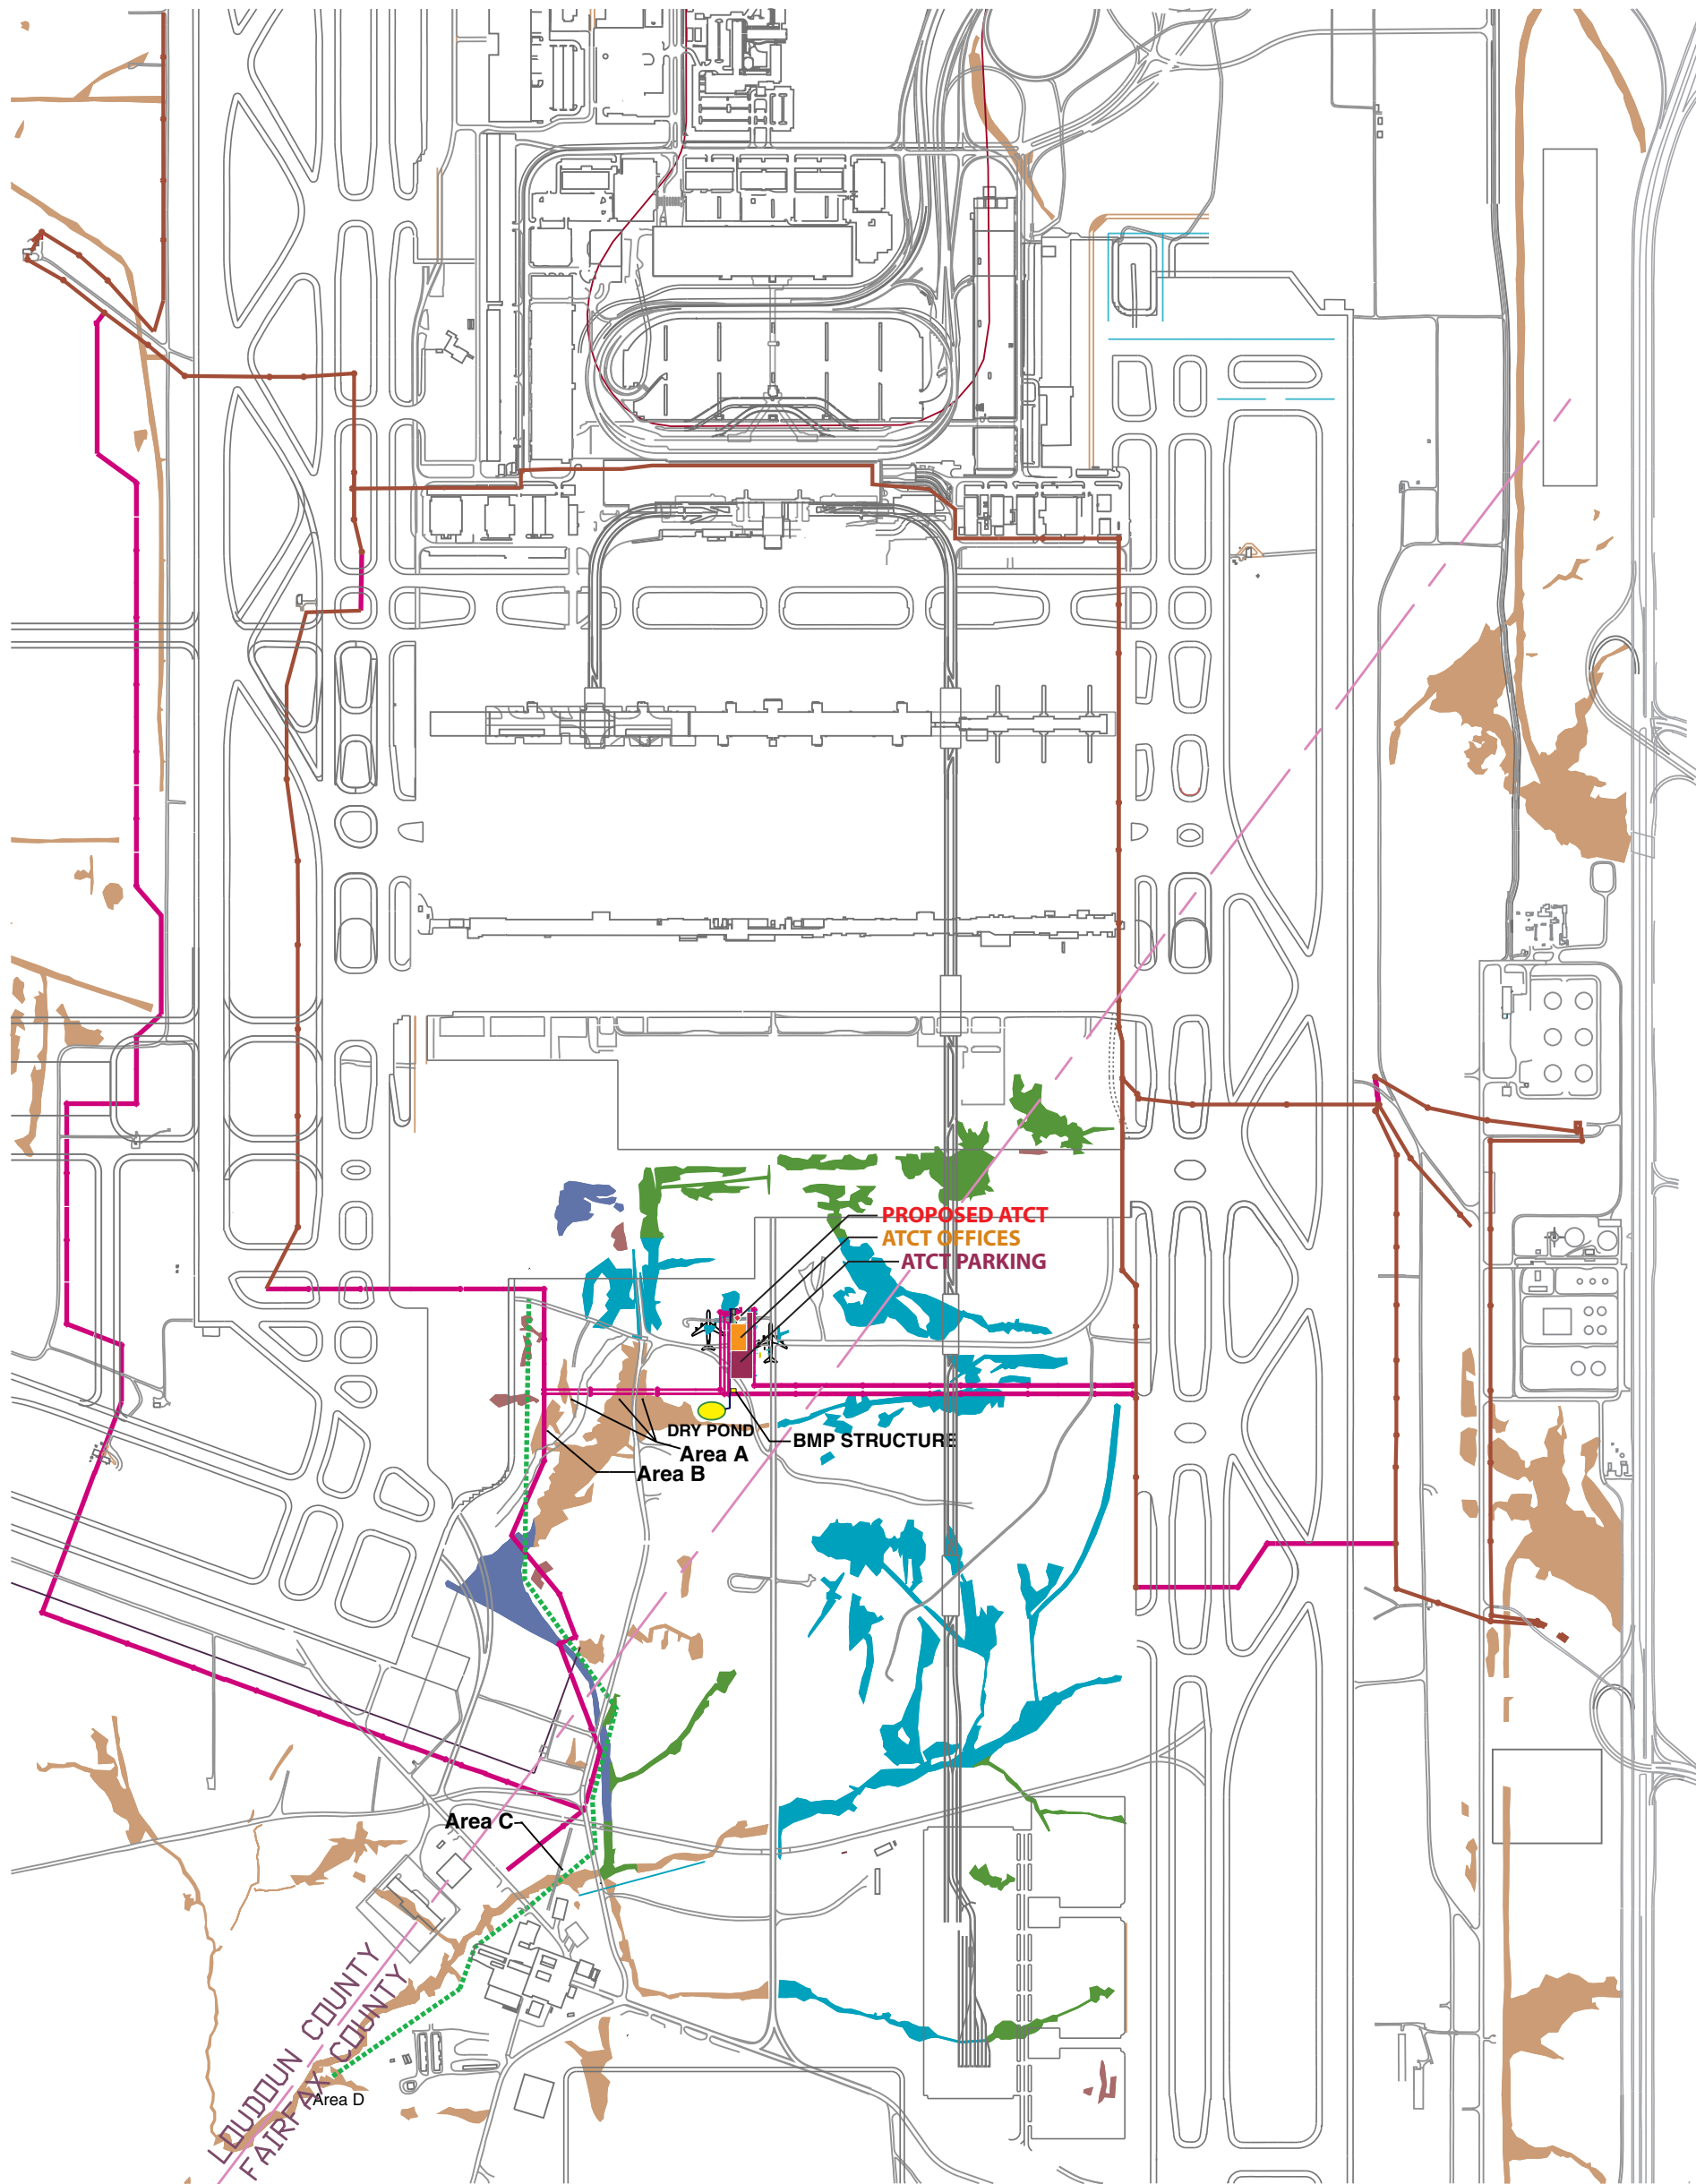 PROPOSED ATCT
ATCT OFFICES
ATCT PARKING
DRY POND
BMP STRUCTURE
Area A
Area B
Area C
LOUDOUN COUNTY
FAIRFAX COUNTY
Area D